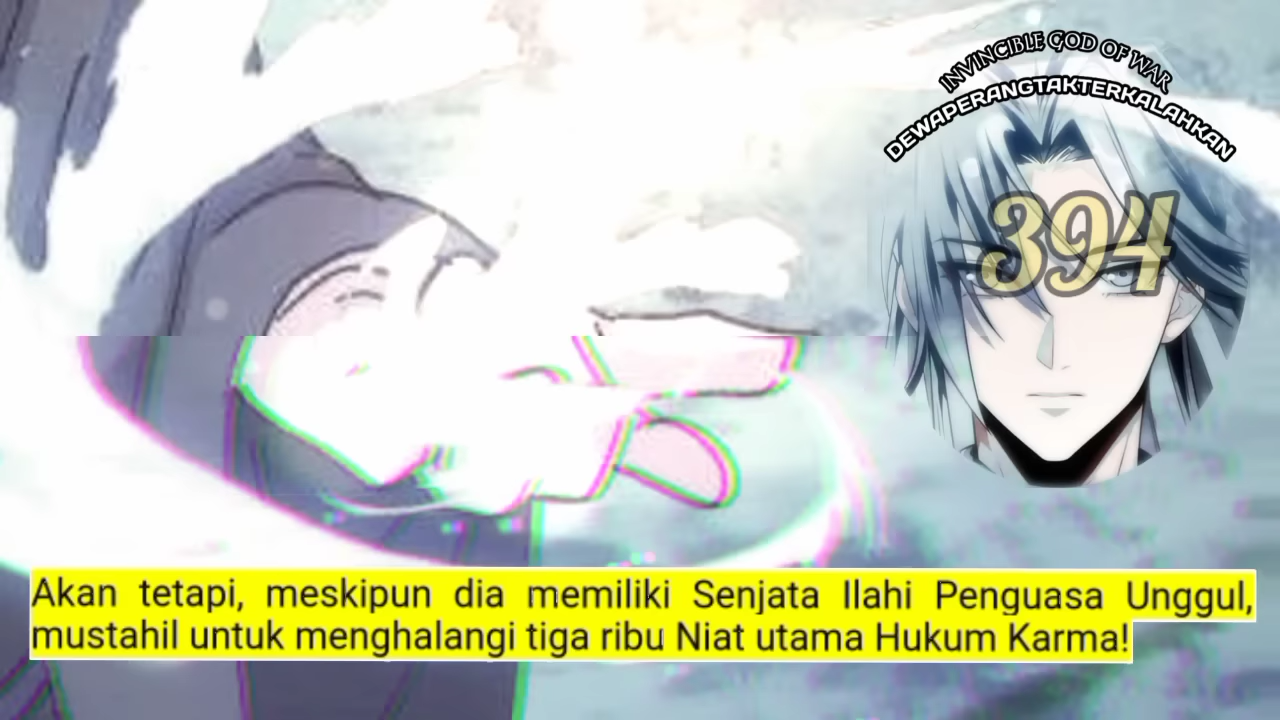 INVINCIBLE GOD OF WAR
DEWAPERANGTAKTERKALAHKAN
394
Akan tetapi, meskipun dia memiliki Senjata Ilahi Penguasa Unggul,
mustahil untuk menghalangi tiga ribu Niat utama Hukum Karma!